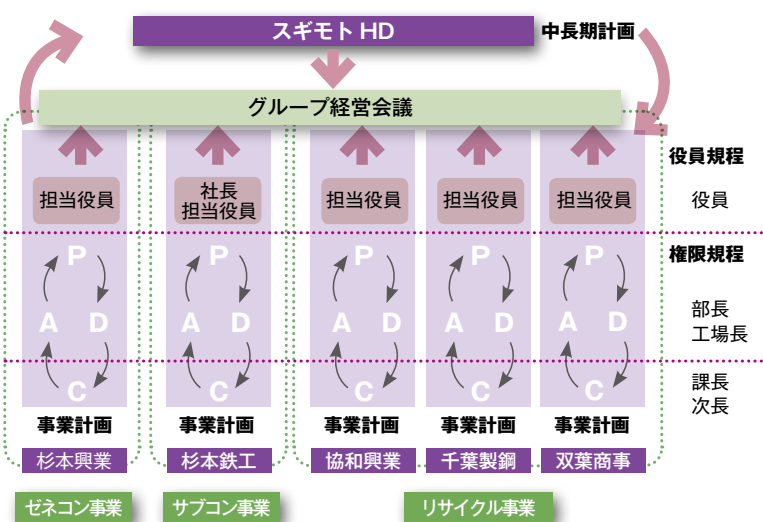 スギモト HD
中長期計画
グループ経営会議
役員規程
担当役員
社長
担当役員
担当役員
担当役員
担当役員
役員
権限規程
P
P
P
P
P
部長
工場長
A D
A D
A D
A D
A D
課長
次長
C
C
C
C
C
事業計画
事業計画
事業計画
事業計画
事業計画
杉本興業
杉本鉄工
協和興業
千葉製鋼
双葉商事
ゼネコン事業
サブコン事業
リサイクル事業